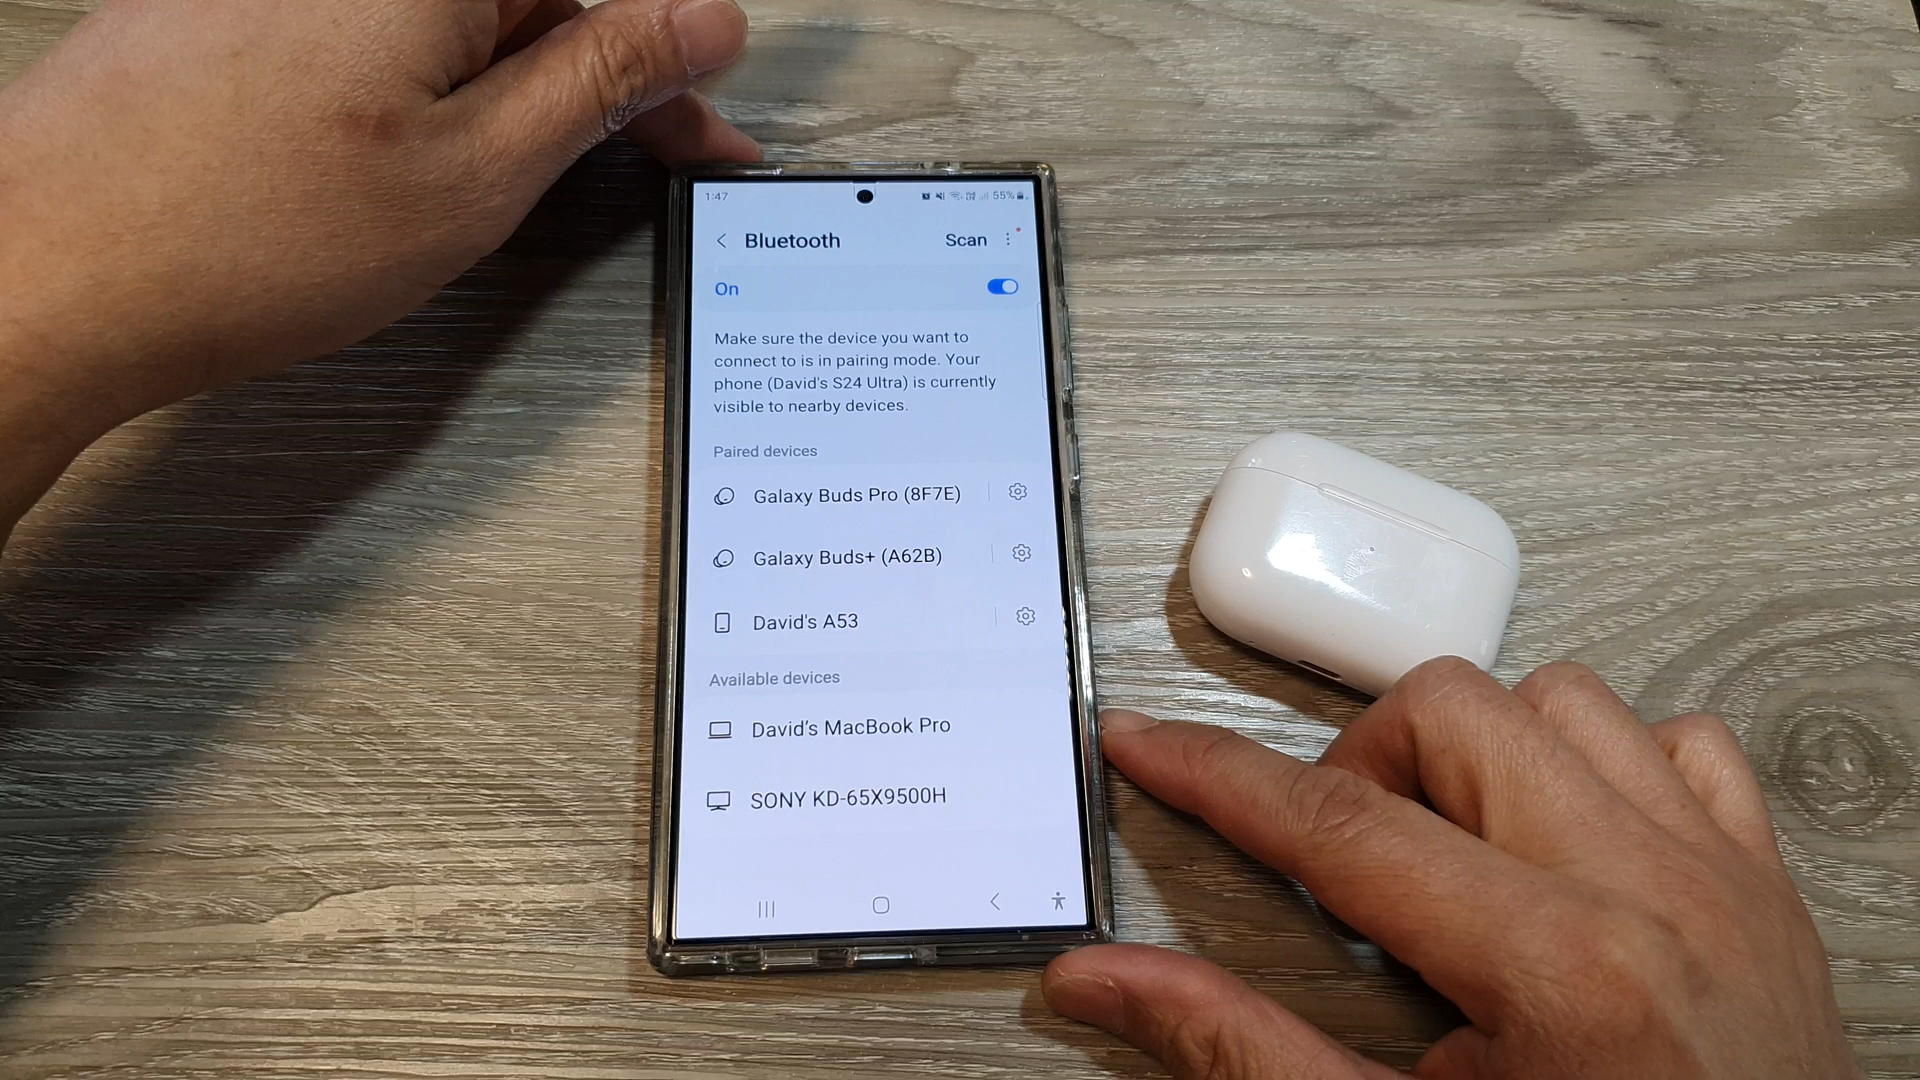 1:47
55%
Bluetooth
Scan
On
Make sure the device you want to
connect to is in pairing mode. Your
phone (David's S24 Ultra) is currently
visible to nearby devices.
Paired devices
Galaxy Buds Pro (8F7E)
Galaxy Buds+ (A62B)
David's A53
Available devices
David’s MacBook Pro
SONY KD-65X9500H